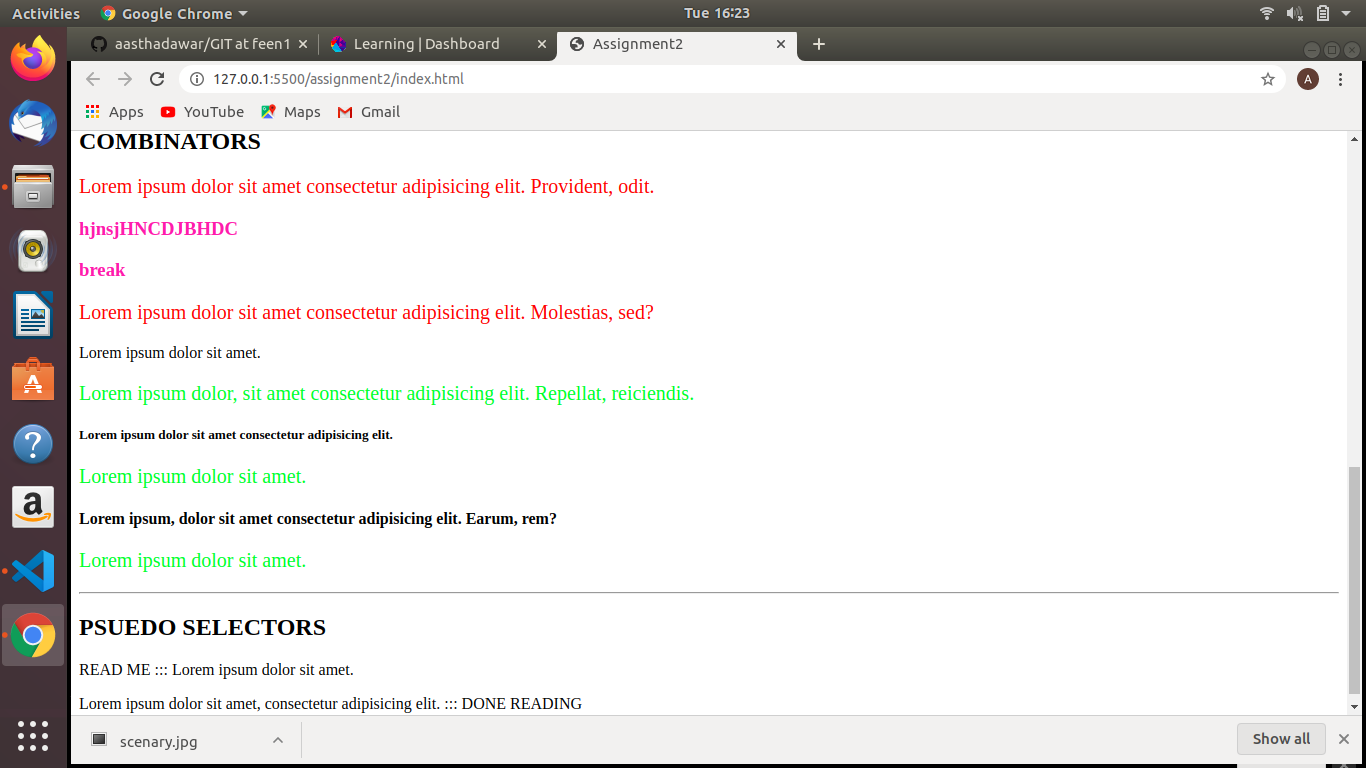 Activities Google Chrome Tue 16:23
aasthadawar/GIT at feen1 Learning | Dashboard Assignment2
127.0.0.1:5500/assignment2/index.html A
Apps YouTube Maps Gmail
COMBINATORS
Lorem ipsum dolor sit amet consectetur adipisicing elit. Provident, odit.
hjnsjHNCDJBHDC
break
Lorem ipsum dolor sit amet consectetur adipisicing elit. Molestias, sed?
Lorem ipsum dolor sit amet.
Lorem ipsum dolor, sit amet consectetur adipisicing elit. Repellat, reiciendis.
Lorem ipsum dolor sit amet consectetur adipisicing elit.
Lorem ipsum dolor sit amet.
Lorem ipsum, dolor sit amet consectetur adipisicing elit. Earum, rem?
Lorem ipsum dolor sit amet.
PSUEDO SELECTORS
READ ME ::: Lorem ipsum dolor sit amet.
Lorem ipsum dolor sit amet, consectetur adipisicing elit. ::: DONE READING
scenary.jpg Show all